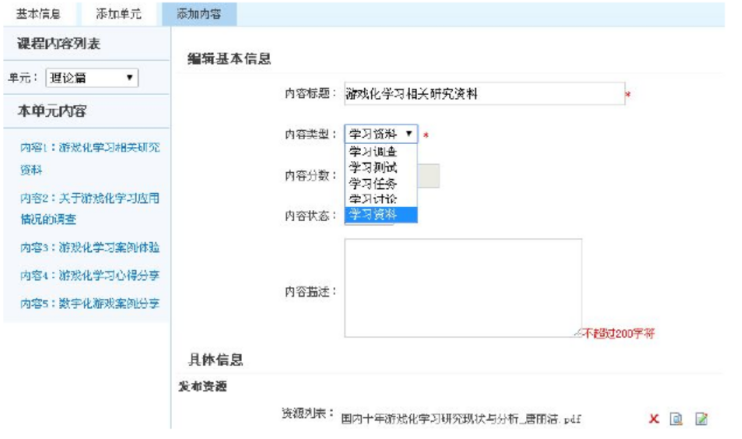 基本信息
添加单元
添加内容
课程内容列表
单元：
理论篇
本单元内容
内容1：游戏化学习相关研究
资料
内容2：关于游戏化学习应用
情况的调查
内容3：游戏化学习案例体验
内容4：游戏化学习心得分享
内容5：数字化游戏案例分享
编辑基本信息
内容标题：
游戏化学习相关研究资料
*
内容类型：
学习资料
*
学习调查
学习测试
学习任务
学习讨论
学习资料
内容分数：
内容状态：
内容描述：
不超过200字符
具体信息
发布资源
资源列表：
国内十年游戏化学习研究现状与分析_唐丽洁.pdf